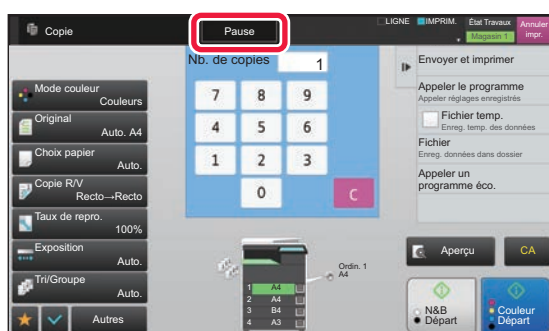 Copie
Pause
LIGNE
IMPRIM.
État Travaux
Magasin 1
Annuler
impr.
Nb. de copies
1
7 8 9
4 5 6
1 2 3
0
C
Mode couleur
Couleurs
Original
Auto. A4
Choix papier
Auto.
Copie R/V
Recto→Recto
Taux de repro.
100%
Exposition
Auto.
Tri/Groupe
Auto.
Autres
Envoyer et imprimer
Appeler le programme
Appeler réglages enregistrés
Fichier temp.
Enreg. temp. des données
Fichier
Enreg. données dans dossier
Appeler un
programme éco.
Ordin. 1
A4
1 A4
2 A4
3 B4
4 A3
Aperçu
CA
N&B
Départ
Couleur
Départ